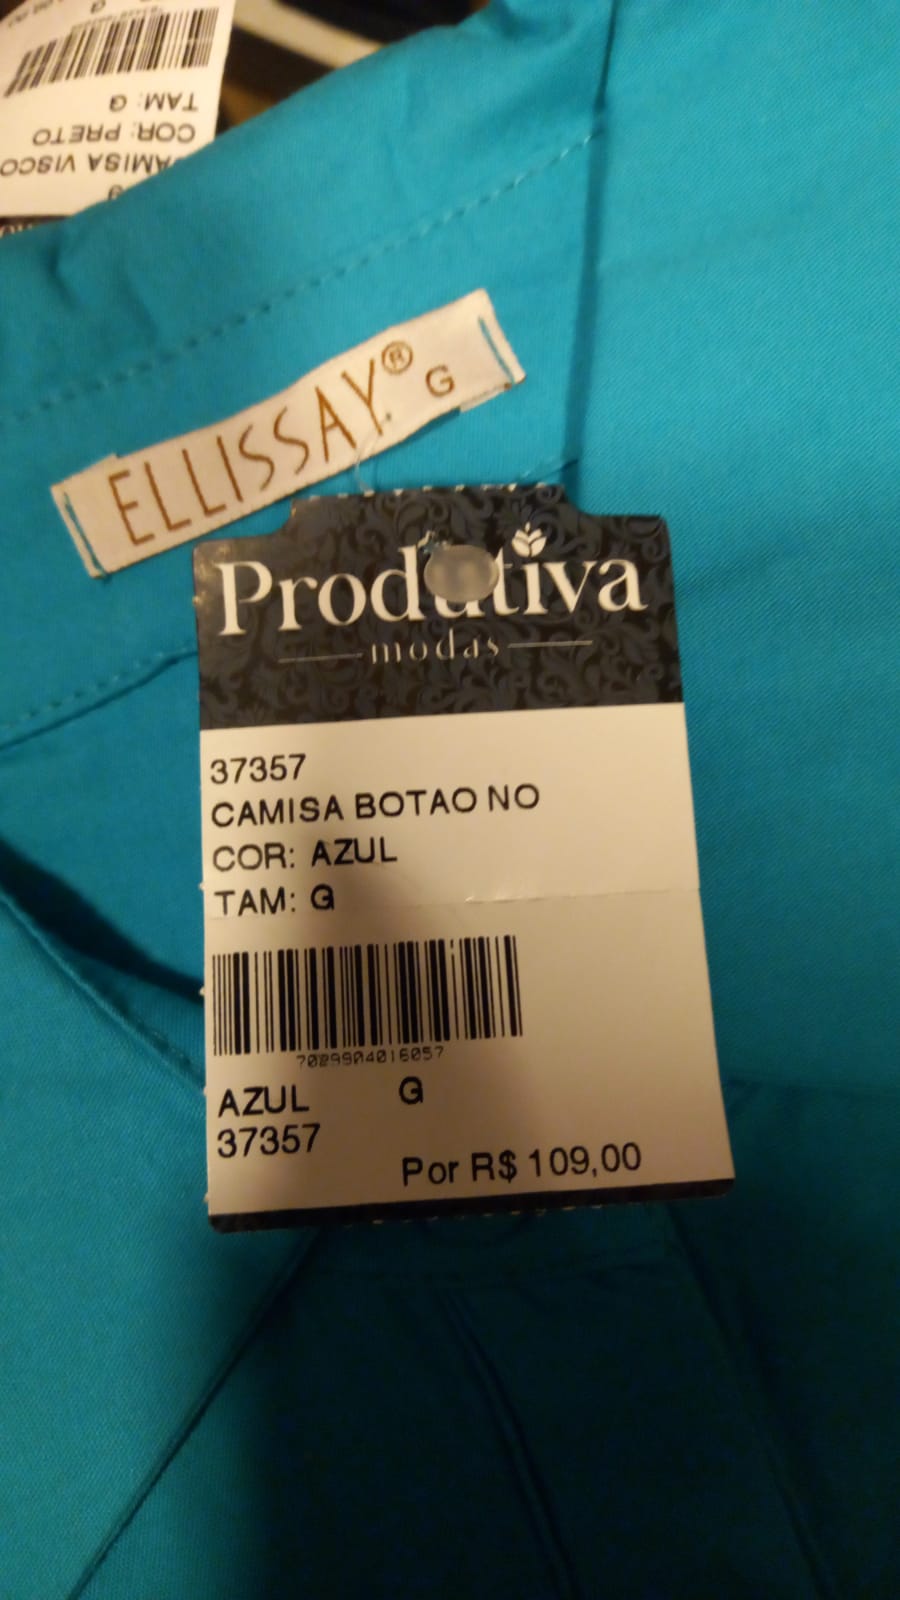 TAM: G
COR: PRETO
CAMISA VISCO
ELLISSAY® G
Produtiva
modas
37357
CAMISA BOTAO NO
COR: AZUL
TAM: G
7029904016057
AZUL G
37357
Por R$ 109,00